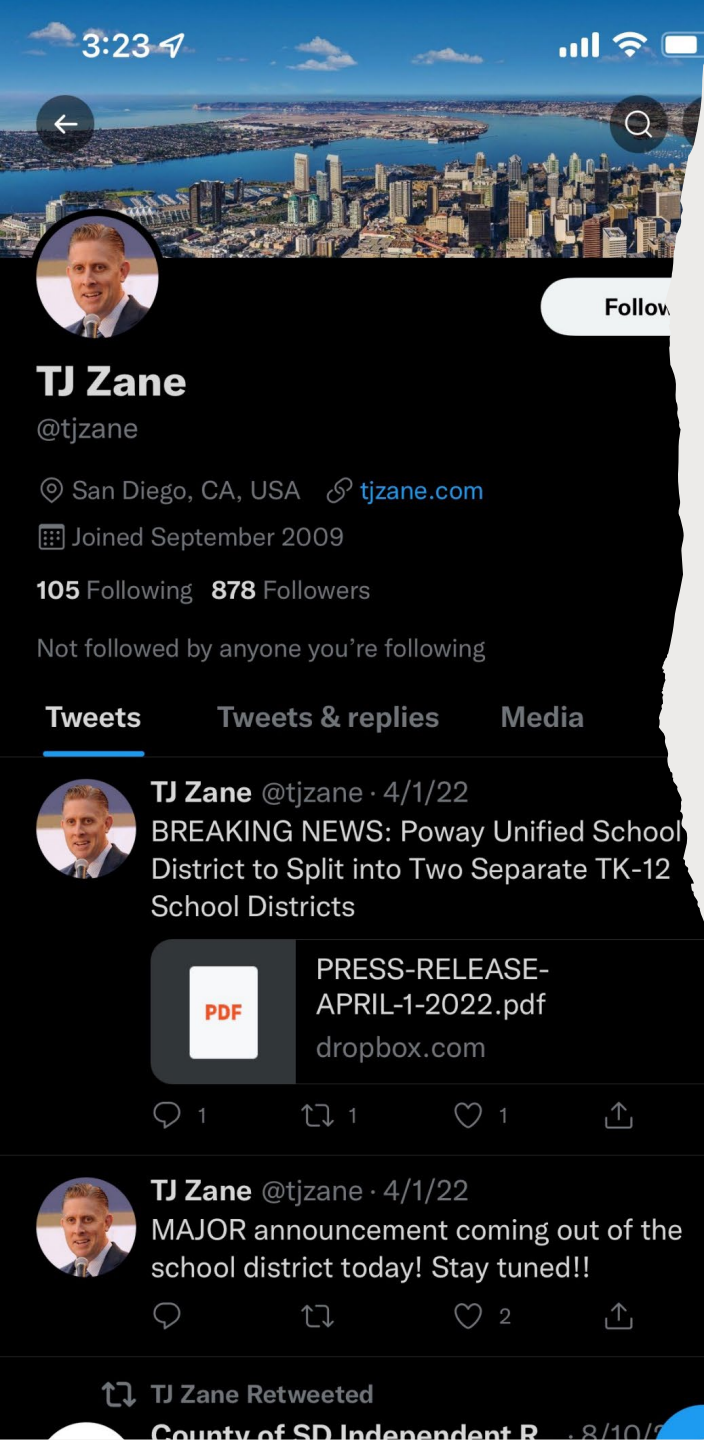 3:23
Follow
TJ Zane
@tjzane
San Diego, CA, USA tjzane.com
Joined September 2009
105 Following 878 Followers
Not followed by anyone you’re following
Tweets Tweets & replies Media
TJ Zane @tjzane · 4/1/22
BREAKING NEWS: Poway Unified School
District to Split into Two Separate TK-12
School Districts
PDF
PRESS-RELEASE-
APRIL-1-2022.pdf
dropbox.com
1 1 1
TJ Zane @tjzane · 4/1/22
MAJOR announcement coming out of the
school district today! Stay tuned!!
2
TJ Zane Retweeted
County of SD Independent R... · 8/10/